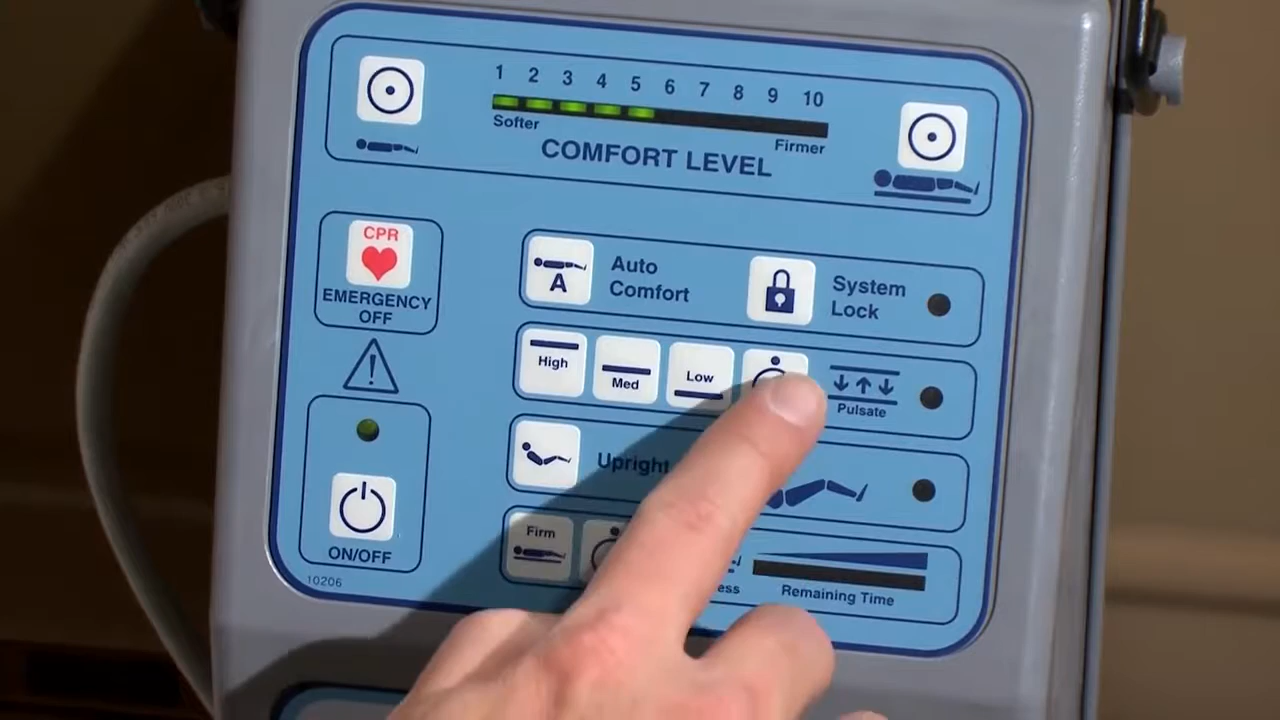 1 2 3 4 5 6 7 8 9 10
Softer
Firmer
COMFORT LEVEL
CPR
EMERGENCY
OFF
A
Auto
Comfort
System
Lock
High
Med
Low
Pulsate
Upright
ON/OFF
Firm
Remaining Time
10206